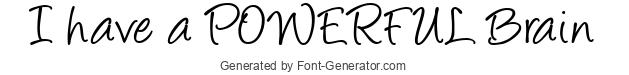 I have a POWERFUL Brain
Generated by Font-Generator.com